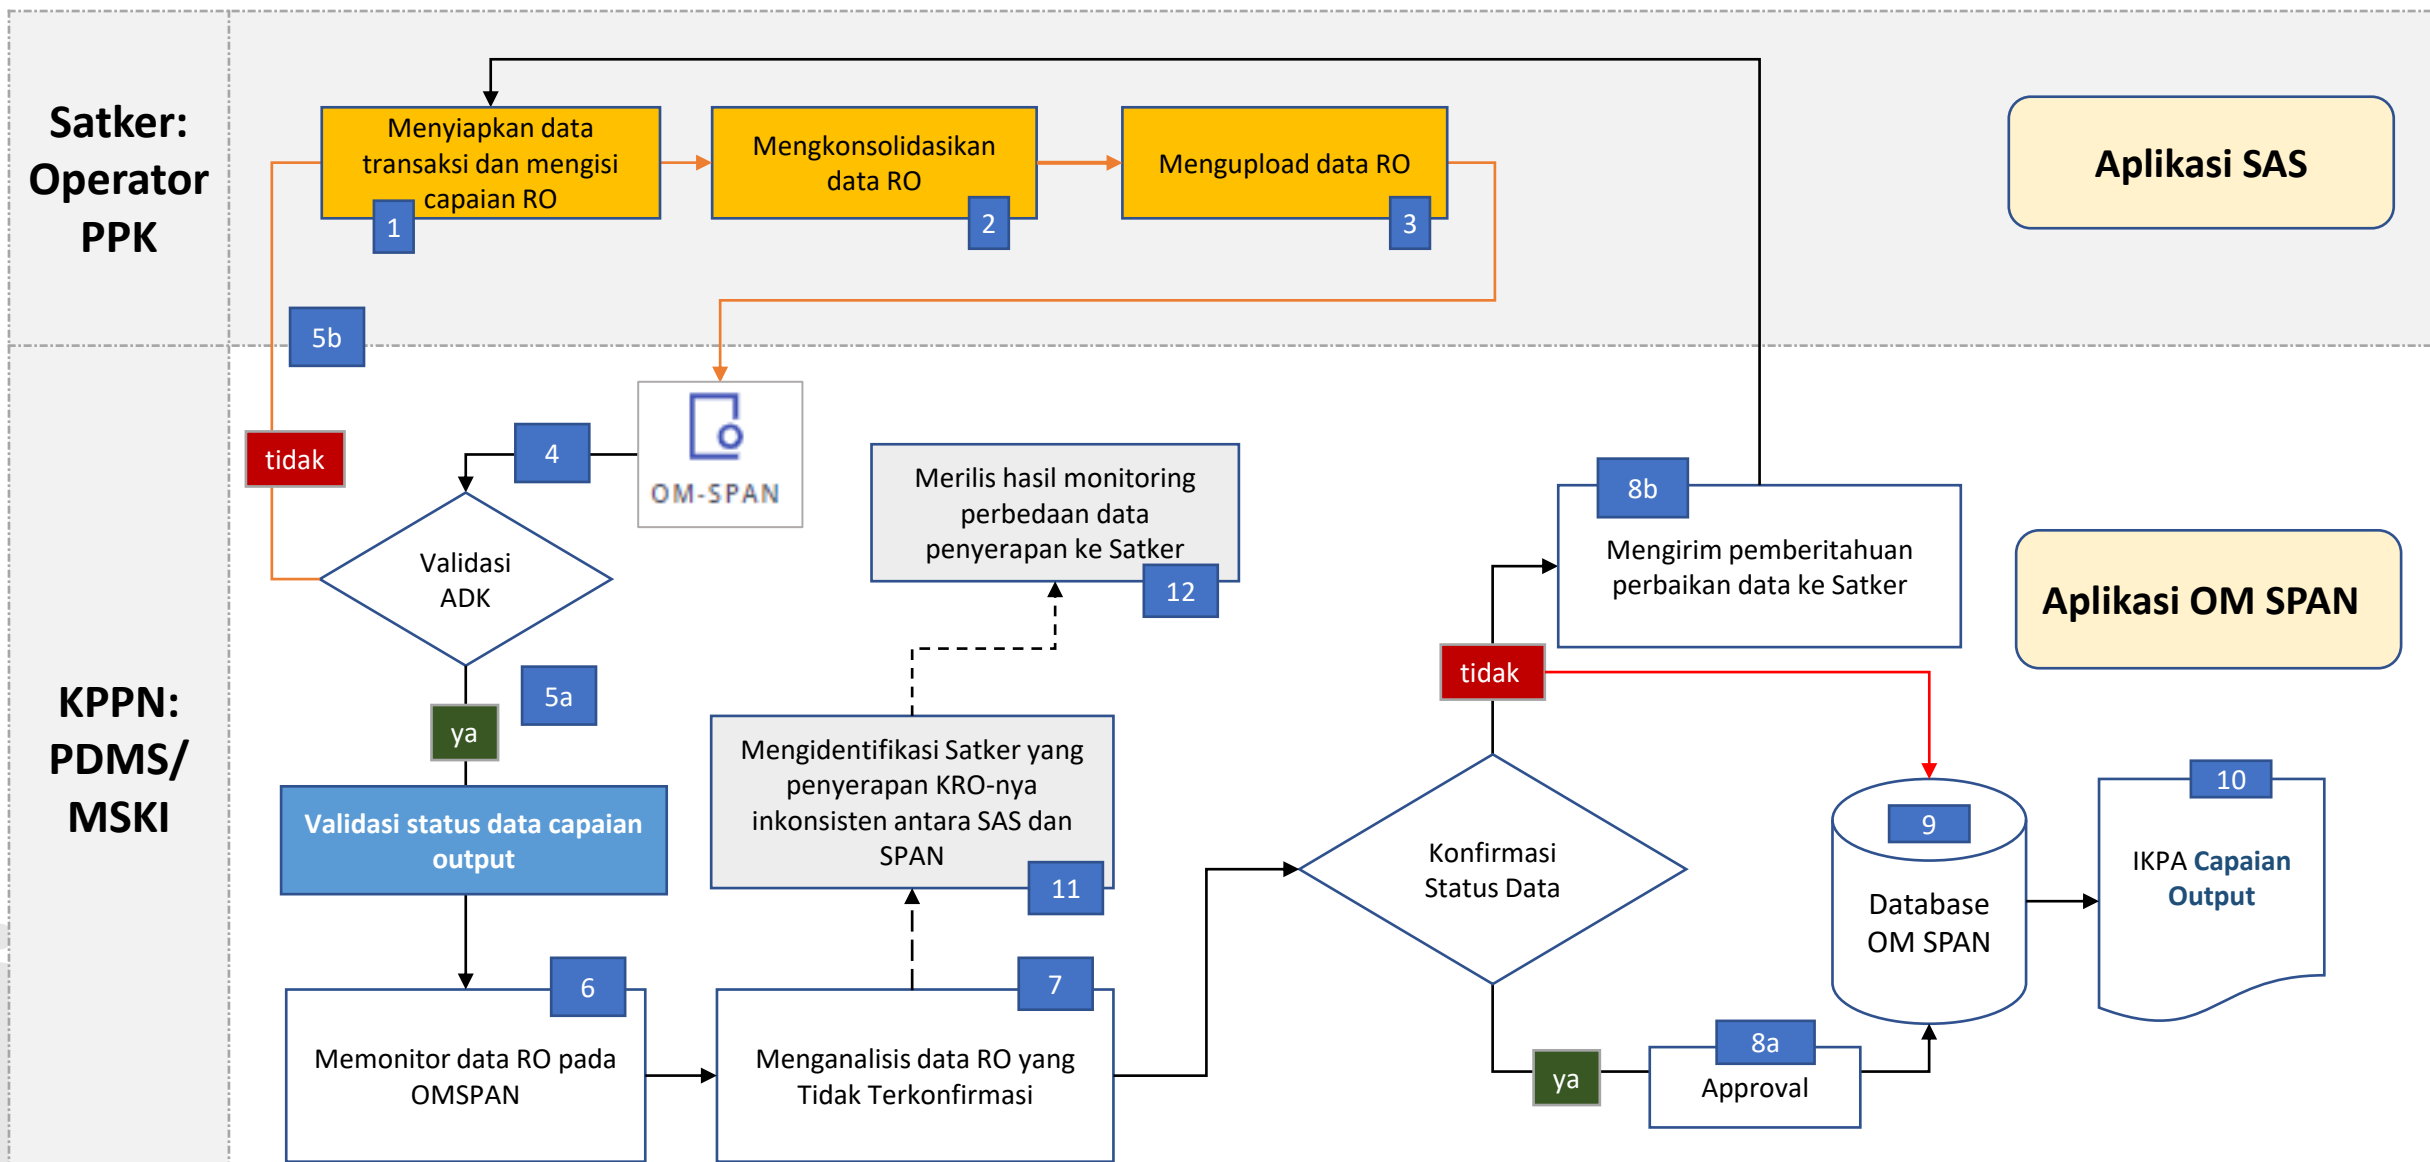 Satker:
Operator
PPK
Menyiapkan data
transaksi dan mengisi
capaian RO
1
Mengkonsolidasikan
data RO
2
Mengupload data RO
3
Aplikasi SAS
5b
KPPN:
PDMS/
MSKI
tidak
4
OM-SPAN
Validasi
ADK
5a
ya
Validasi status data capaian
output
6
Memonitor data RO pada
OMSPAN
7
Menganalisis data RO yang
Tidak Terkonfirmasi
Mengidentifikasi Satker yang
penyerapan KRO-nya
inkonsisten antara SAS dan
SPAN
11
Merilis hasil monitoring
perbedaan data
penyerapan ke Satker
12
Konfirmasi
Status Data
tidak
8b
Mengirim pemberitahuan
perbaikan data ke Satker
Aplikasi OM SPAN
ya
8a
Approval
9
Database
OM SPAN
10
IKPA Capaian
Output